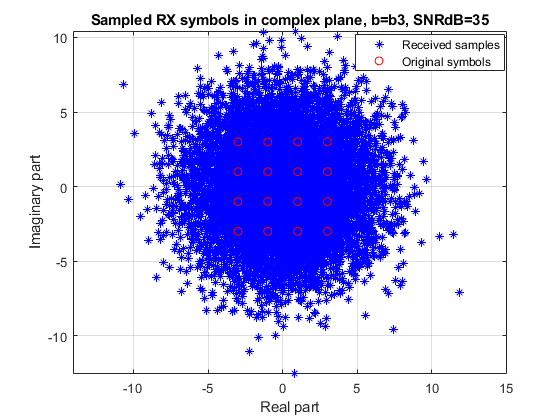 Sampled RX symbols in complex plane, b=b3, SNRdB=35
Received samples
Original symbols
10
5
0
-5
-10
Imaginary part
-10
-5
0
5
10
15
Real part